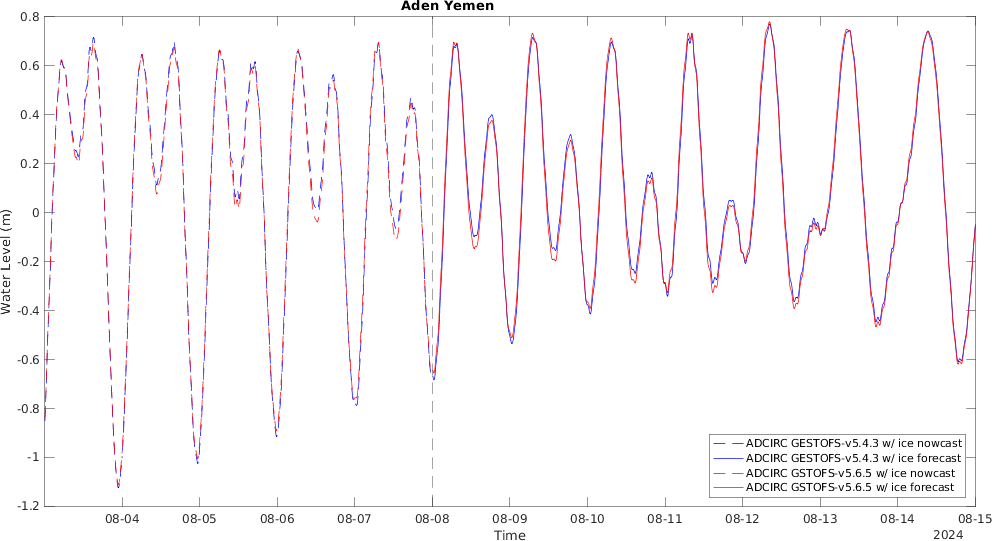 Aden Yemen
0.8
0.6
0.4
0.2
0
-0.2
-0.4
-0.6
-0.8
-1
-1.2
Water Level (m)
ADCIRC GESTOFS-v5.4.3 w/ ice nowcast
ADCIRC GESTOFS-v5.4.3 w/ ice forecast
ADCIRC GSTOFS-v5.6.5 w/ ice nowcast
ADCIRC GSTOFS-v5.6.5 w/ ice forecast
08-04 08-05 08-06 08-07 08-08 08-09 08-10 08-11 08-12 08-13 08-14 08-15
Time
2024